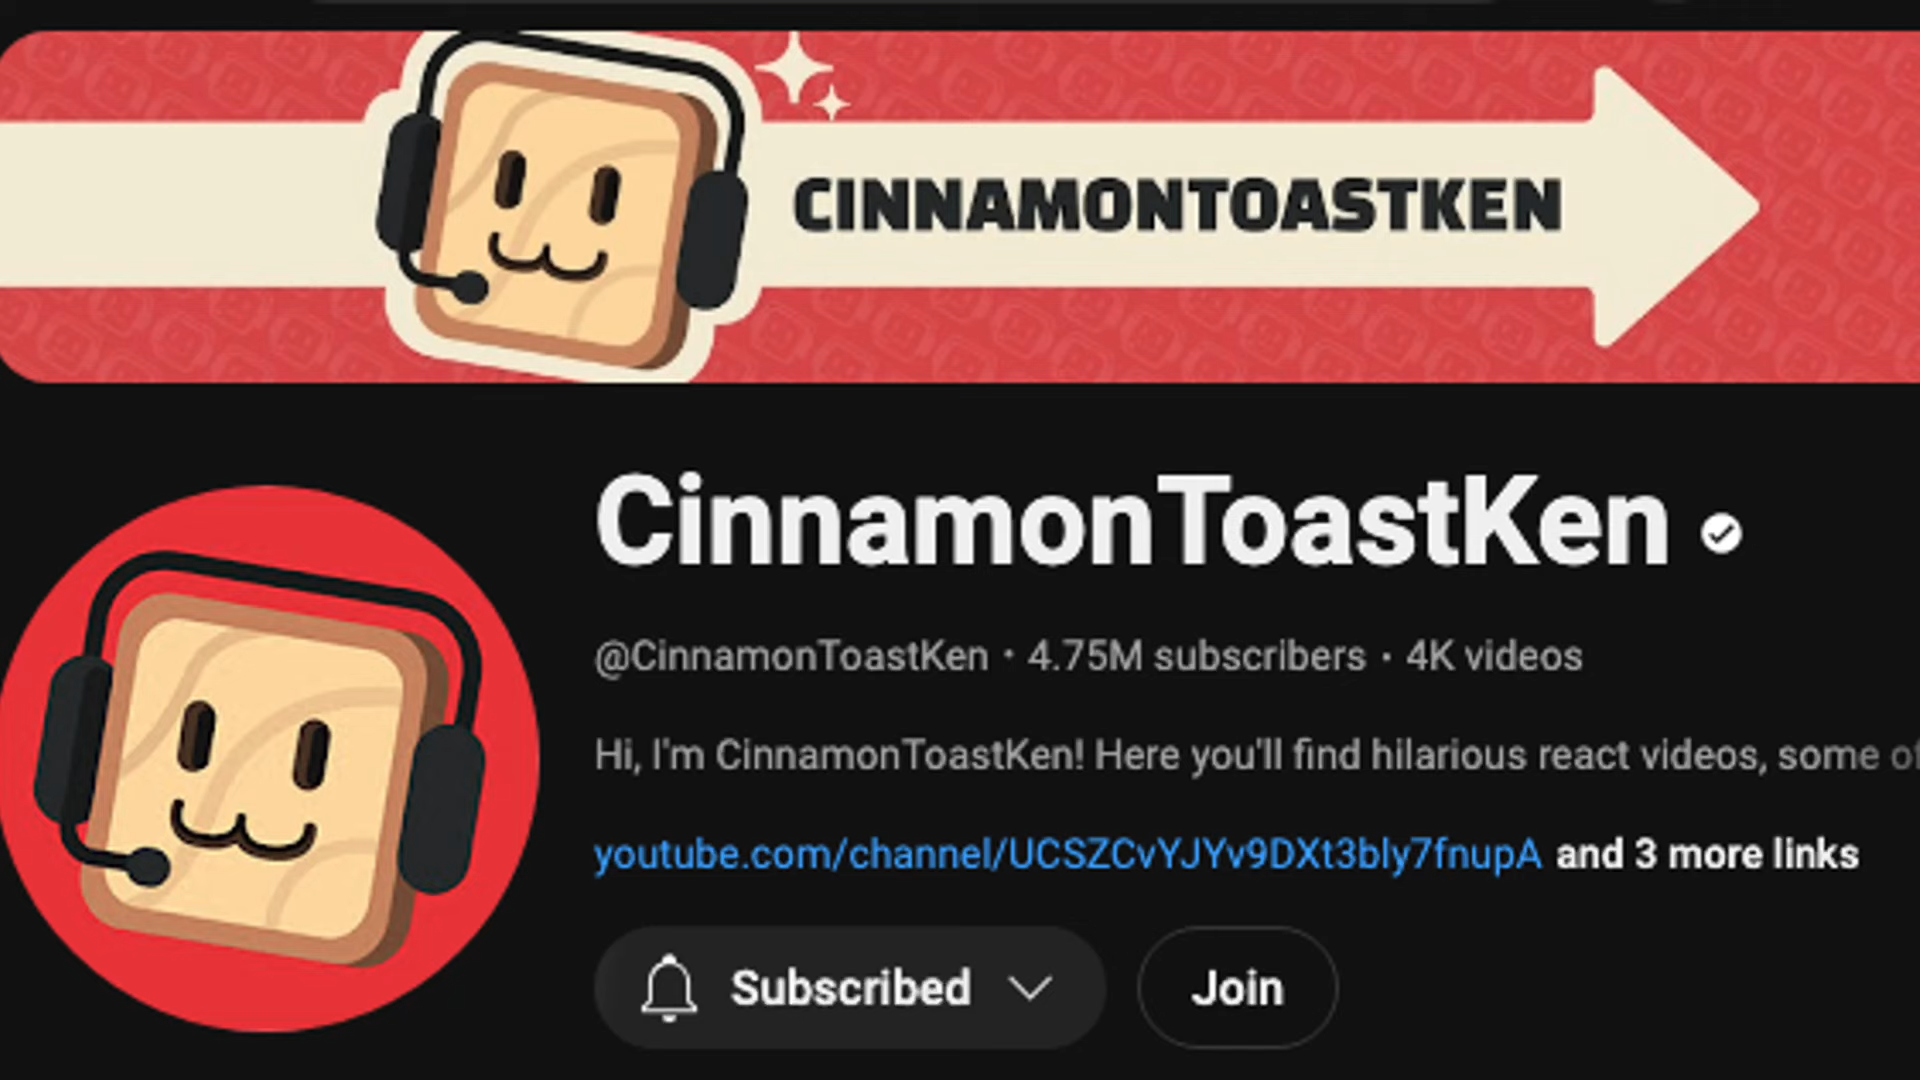 CINNAMONTOASTKEN
CinnamonToastKen
@CinnamonToastKen • 4.75M subscribers • 4K videos
Hi, I'm CinnamonToastKen! Here you'll find hilarious react videos, some of
youtube.com/channel/UCSZCvYJYv9DXt3bly7fnupA and 3 more links
Subscribed
Join